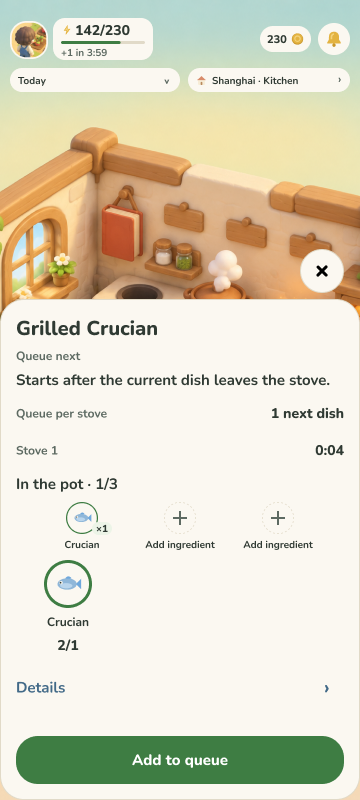 142/230
+1 in 3:59
230
Today
Shanghai · Kitchen
Grilled Crucian
Queue next
Starts after the current dish leaves the stove.
Queue per stove
1 next dish
Stove 1
0:04
In the pot · 1/3
×1
Crucian
Add ingredient
Add ingredient
Crucian
2/1
Details
Add to queue